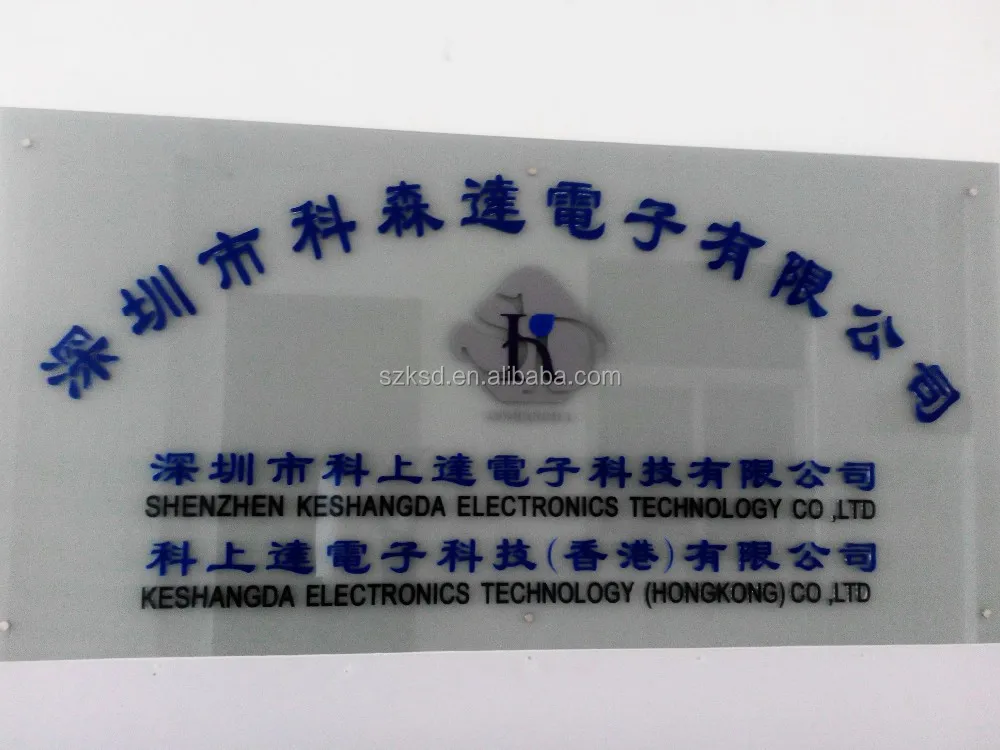 深圳市科森達電子有限公司
szksd.en.alibaba.com
深圳市科上達電子科技有限公司
SHENZHEN KESHANGDA ELECTRONICS TECHNOLOGY CO ,LTD
科上達電子科技(香港)有限公司
KESHANGDA ELECTRONICS TECHNOLOGY (HONGKONG) CO ,LTD